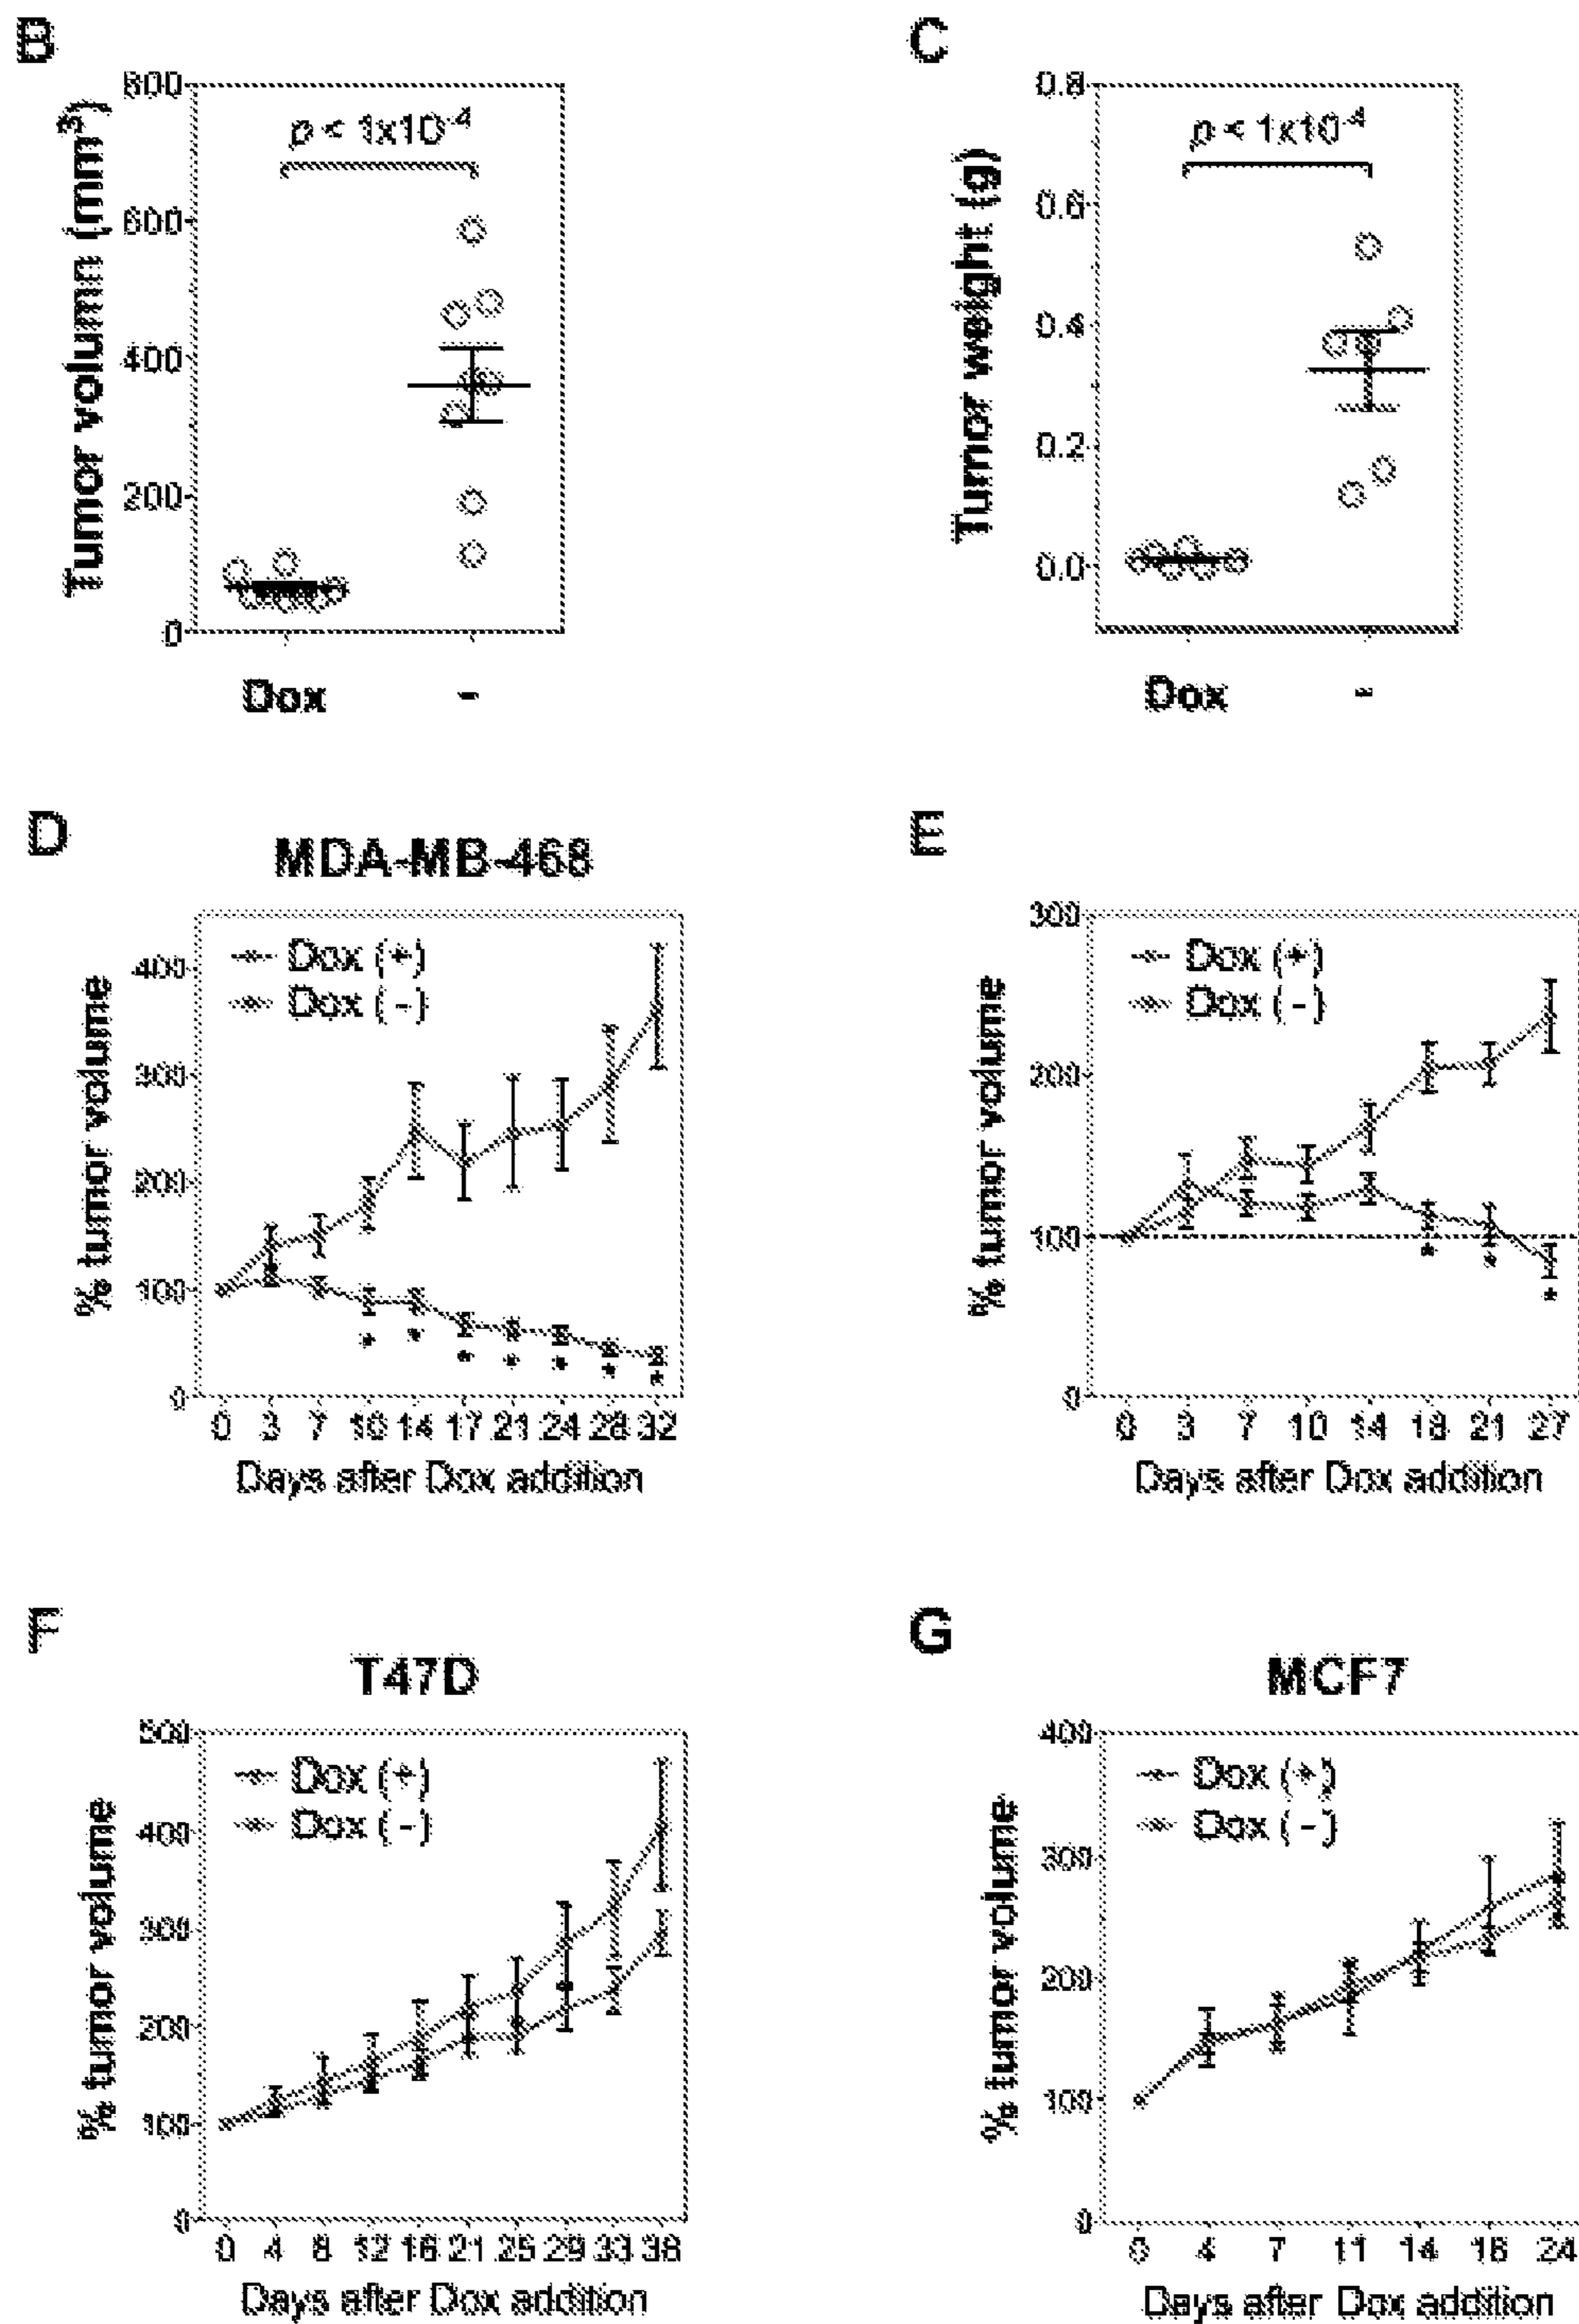 B
Tumor volumn (mm³)
800
600
400
200
0
p < 1x10⁻⁴
Dox -
C
Tumor weight (g)
0.8
0.6
0.4
0.2
0.0
p < 1x10⁻⁴
Dox -
D
MDA-MB-468
% tumor volume
400
300
200
100
0
Dox (+)
Dox (-)
* * * * * * *
0 3 7 10 14 17 21 24 28 32
Days after Dox addition
E
% tumor volume
300
200
100
0
Dox (+)
Dox (-)
* * *
0 3 7 10 14 18 21 27
Days after Dox addition
F
T47D
% tumor volume
500
400
300
200
100
0
Dox (+)
Dox (-)
0 4 8 12 16 21 25 29 33 36
Days after Dox addition
G
MCF7
% tumor volume
400
300
200
100
0
Dox (+)
Dox (-)
0 4 7 11 14 18 24
Days after Dox addition